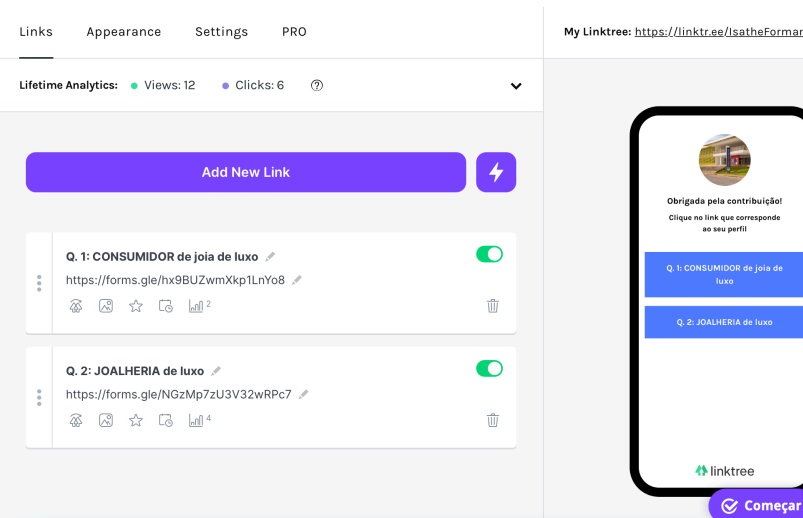 Links Appearance Settings PRO
My Linktree: https://linktr.ee/IsatheForman
Lifetime Analytics: Views: 12 Clicks: 6
Add New Link
Q. 1: CONSUMIDOR de joia de luxo
https://forms.gle/hx9BUZwmXkp1LnYo8
2
Q. 2: JOALHERIA de luxo
https://forms.gle/NGzMp7zU3V32wRPc7
4
Obrigada pela contribuição!
Clique no link que corresponde
ao seu perfil
Q. 1: CONSUMIDOR de joia de
luxo
Q. 2: JOALHERIA de luxo
linktree
Começar